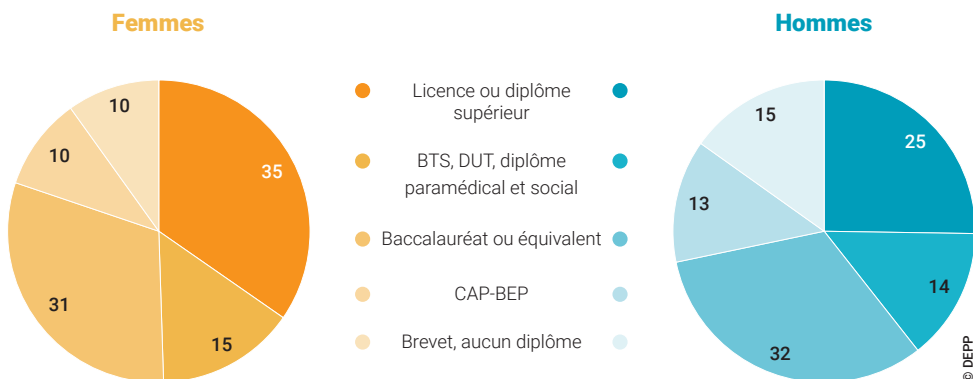 Femmes
Hommes
10
10
35
31
15
Licence ou diplôme
supérieur
BTS, DUT, diplôme
paramédical et social
Baccalauréat ou équivalent
CAP-BEP
Brevet, aucun diplôme
15
25
13
14
32
© DEPP